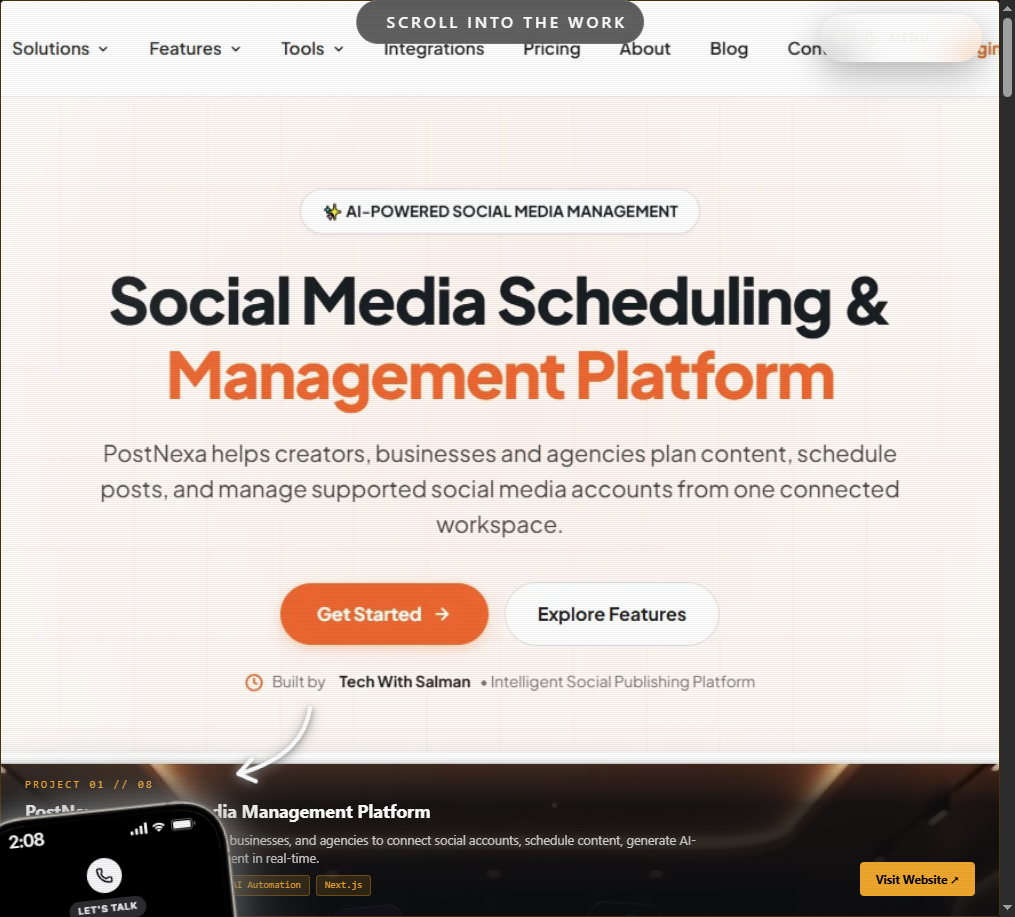 SCROLL INTO THE WORK
Solutions Features Tools Integrations Pricing About Blog
MENU
✨ AI-POWERED SOCIAL MEDIA MANAGEMENT
Social Media Scheduling &
Management Platform
PostNexa helps creators, businesses and agencies plan content, schedule
posts, and manage supported social media accounts from one connected
workspace.
Get Started →
Explore Features
Built by Tech With Salman • Intelligent Social Publishing Platform
PROJECT 01 // 08
Management Platform
businesses, and agencies to connect social accounts, schedule content, generate AI-
in real-time.
AI Automation
Next.js
Visit Website ↗
2:08
LET'S TALK